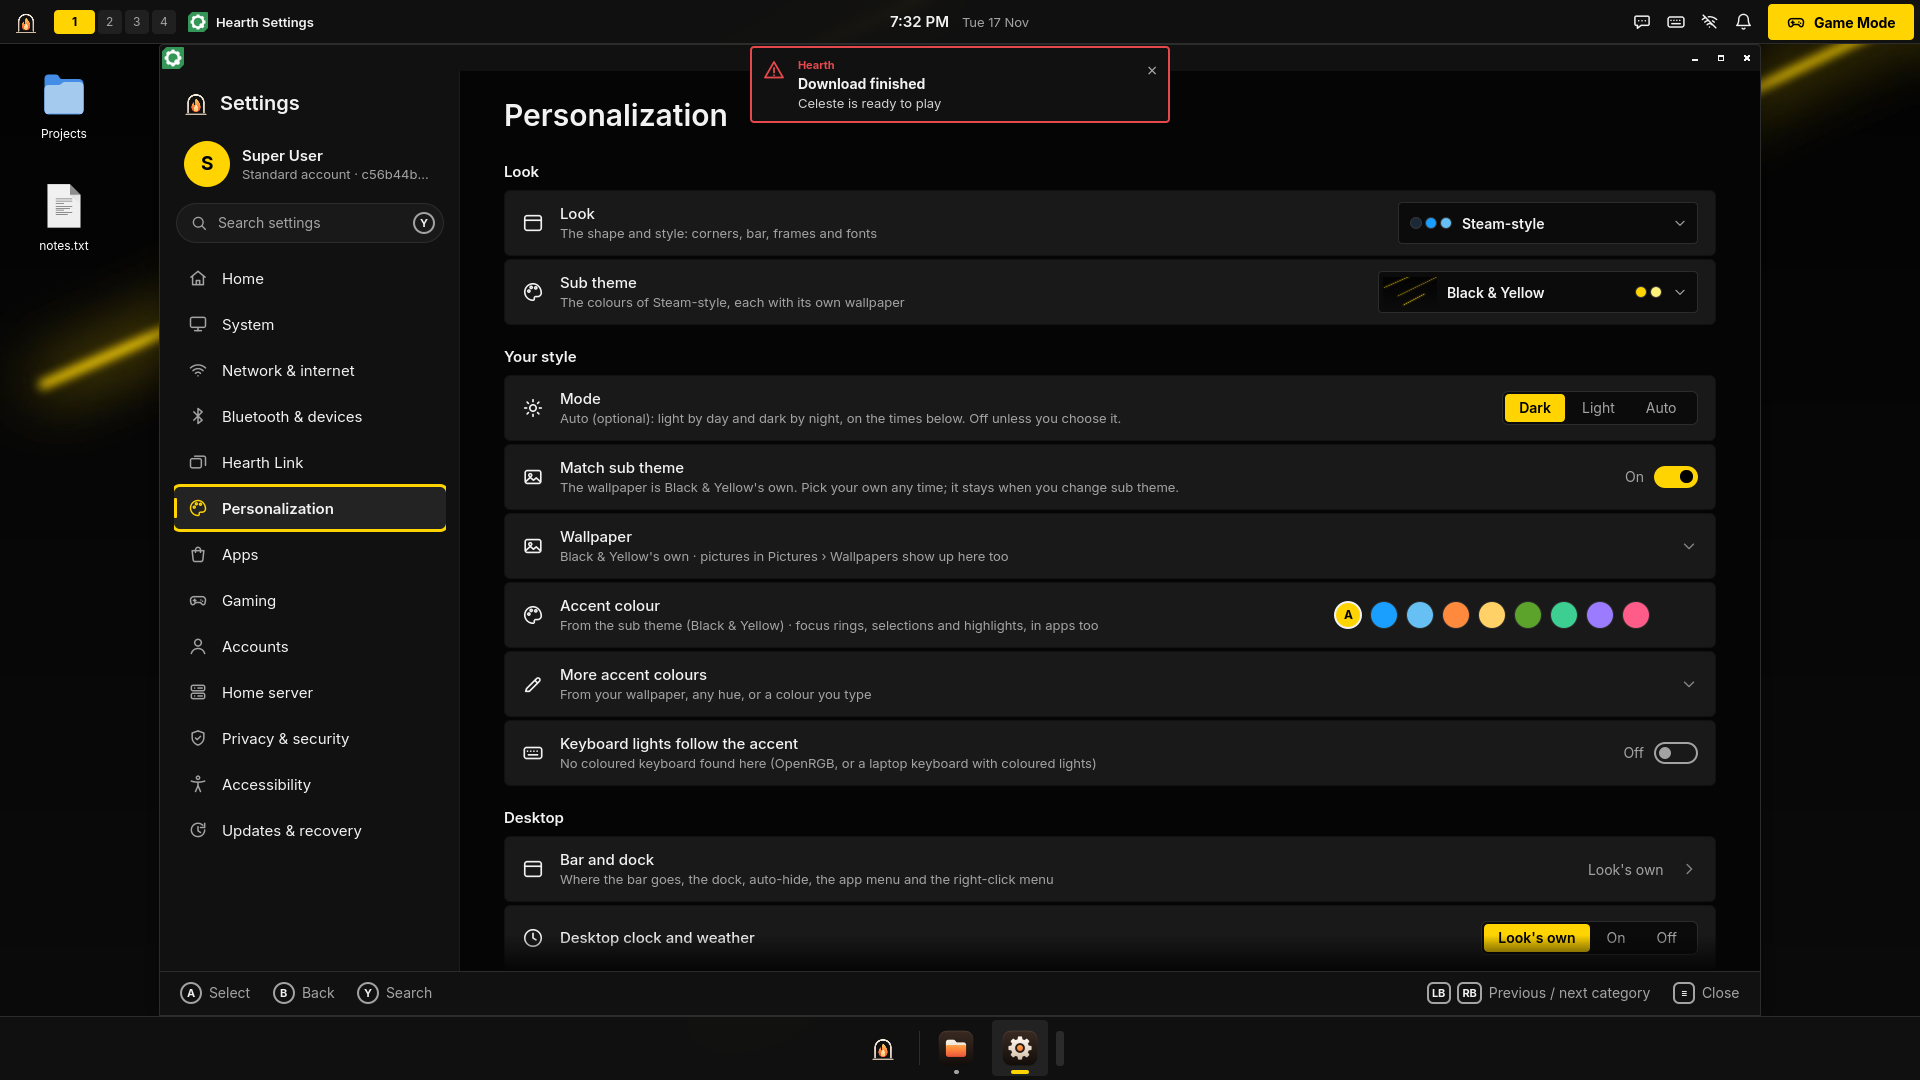 1 2 3 4 Hearth Settings
7:32 PM Tue 17 Nov
Game Mode
Projects
notes.txt
Settings
S
Super User
Standard account · c56b44b...
Search settings Y
Home
System
Network & internet
Bluetooth & devices
Hearth Link
Personalization
Apps
Gaming
Accounts
Home server
Privacy & security
Accessibility
Updates & recovery
Hearth
Download finished
Celeste is ready to play
Personalization
Look
Look
The shape and style: corners, bar, frames and fonts
Steam-style
Sub theme
The colours of Steam-style, each with its own wallpaper
Black & Yellow
Your style
Mode
Auto (optional): light by day and dark by night, on the times below. Off unless you choose it.
Dark Light Auto
Match sub theme
The wallpaper is Black & Yellow's own. Pick your own any time; it stays when you change sub theme.
On
Wallpaper
Black & Yellow's own · pictures in Pictures › Wallpapers show up here too
Accent colour
From the sub theme (Black & Yellow) · focus rings, selections and highlights, in apps too
A
More accent colours
From your wallpaper, any hue, or a colour you type
Keyboard lights follow the accent
No coloured keyboard found here (OpenRGB, or a laptop keyboard with coloured lights)
Off
Desktop
Bar and dock
Where the bar goes, the dock, auto-hide, the app menu and the right-click menu
Look's own
Desktop clock and weather
Look's own On Off
A Select B Back Y Search
LB RB Previous / next category Close